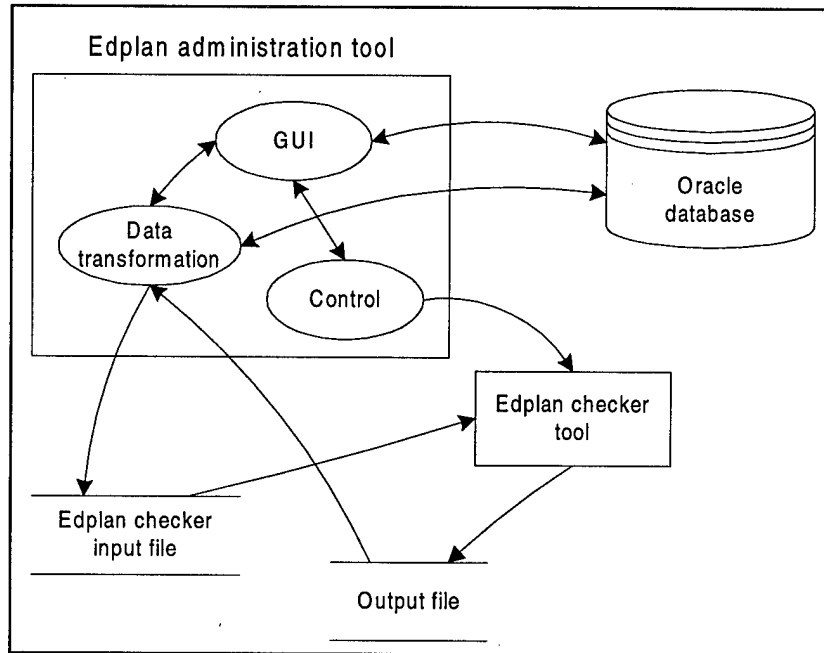 Edplan administration tool
GUI
Oracle
database
Data
transformation
Control
Edplan checker
tool
Edplan checker
input file
Output file